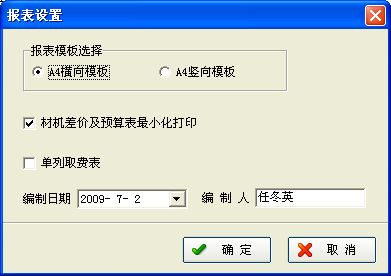 报表设置
报表模板选择
A4横向模板 A4竖向模板
材机差价及预算表最小化打印
单列取费表
编制日期 2009- 7- 2 编 制 人 任冬英
确 定 取 消